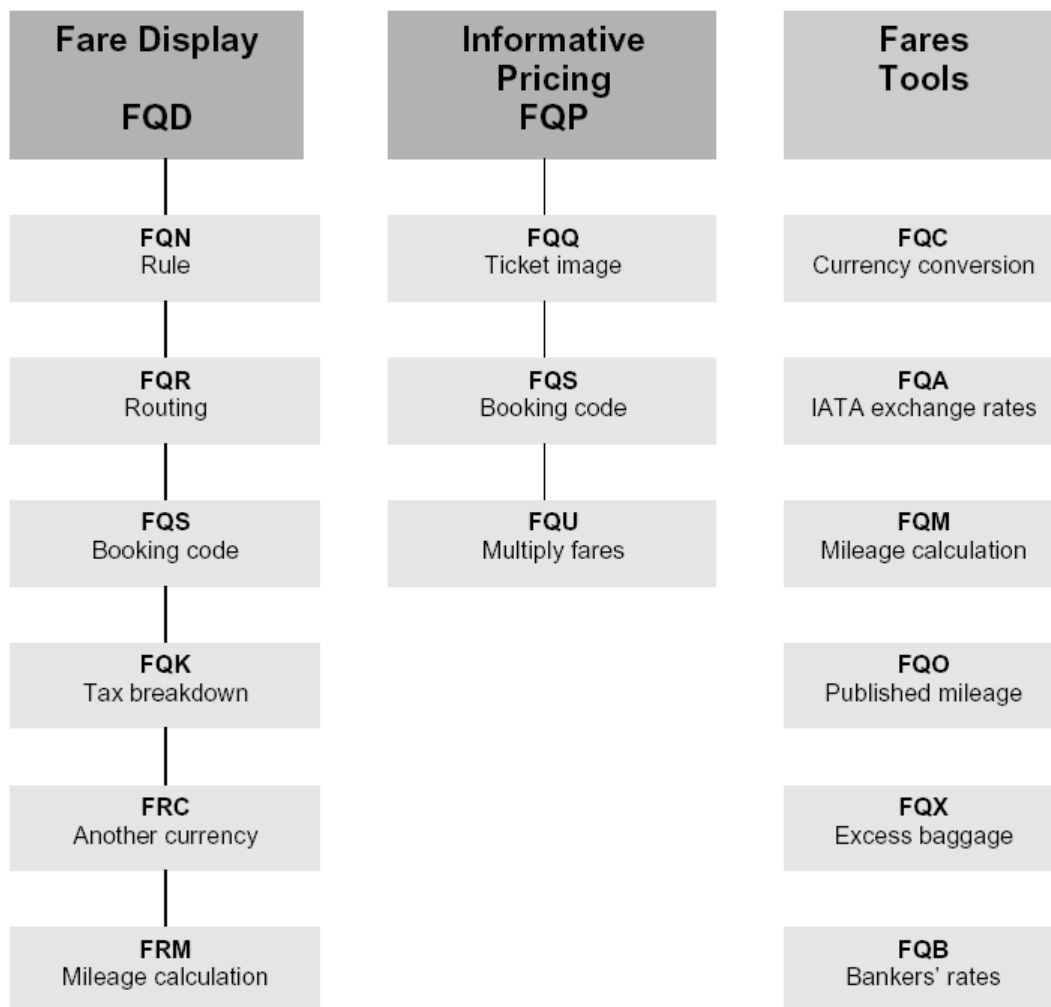 Fare Display
FQD
FQN
Rule
FQR
Routing
FQS
Booking code
FQK
Tax breakdown
FRC
Another currency
FRM
Mileage calculation
Informative
Pricing
FQP
FQQ
Ticket image
FQS
Booking code
FQU
Multiply fares
Fares
Tools
FQC
Currency conversion
FQA
IATA exchange rates
FQM
Mileage calculation
FQO
Published mileage
FQX
Excess baggage
FQB
Bankers' rates